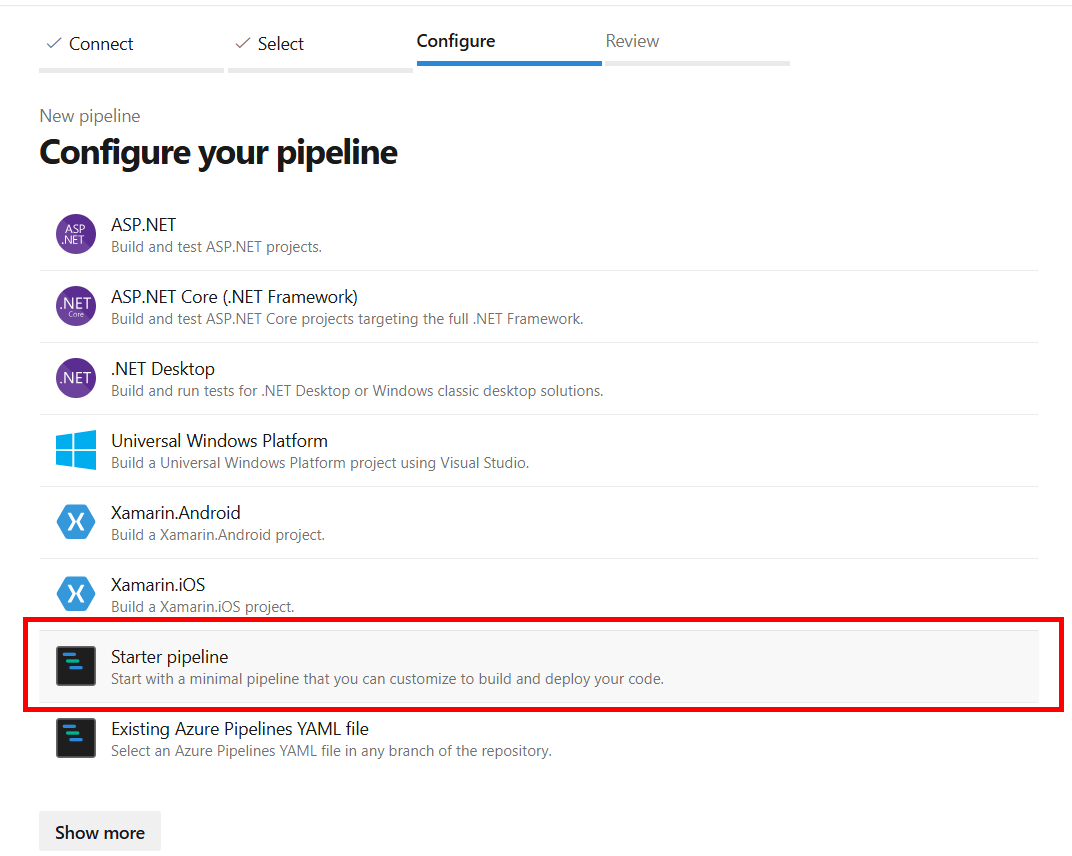 Connect
Select
Configure
Review
New pipeline
Configure your pipeline
ASP
.NET
ASP.NET
Build and test ASP.NET projects.
.NET
Core
ASP.NET Core (.NET Framework)
Build and test ASP.NET Core projects targeting the full .NET Framework.
.NET
.NET Desktop
Build and run tests for .NET Desktop or Windows classic desktop solutions.
Universal Windows Platform
Build a Universal Windows Platform project using Visual Studio.
Xamarin.Android
Build a Xamarin.Android project.
Xamarin.iOS
Build a Xamarin.iOS project.
Starter pipeline
Start with a minimal pipeline that you can customize to build and deploy your code.
Existing Azure Pipelines YAML file
Select an Azure Pipelines YAML file in any branch of the repository.
Show more